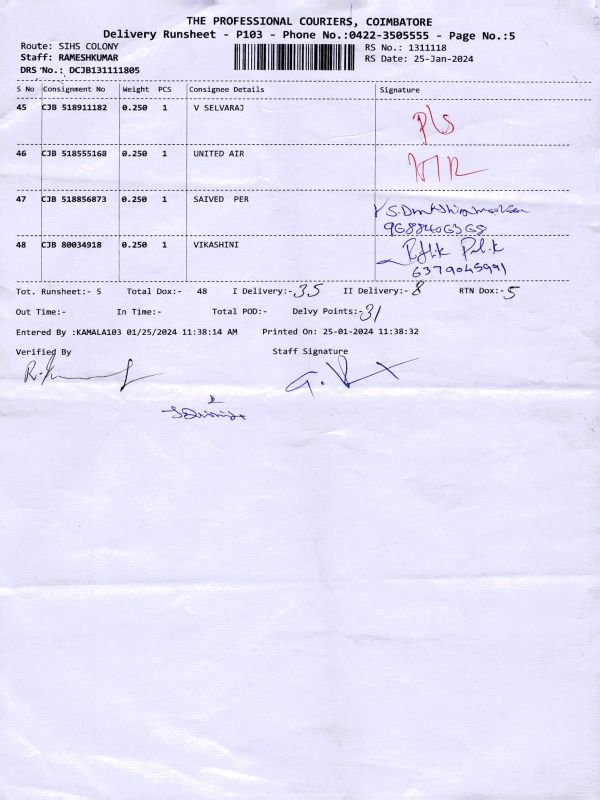 THE PROFESSIONAL COURIERS, COIMBATORE
Delivery Runsheet - P103 - Phone No.:0422-3505555 - Page No.:5
Route: SIHS COLONY RS No.: 1311118
Staff: RAMESHKUMAR RS Date: 25-Jan-2024
DRS No.: DCJB131111805
S No Consignment No Weight PCS Consignee Details Signature
45 CJB 518911182 0.250 1 V SELVARAJ
46 CJB 518555168 0.250 1 UNITED AIR
47 CJB 518856873 0.250 1 SAIVED PER
9688406368
48 CJB 80034918 0.250 1 VIKASHINI
6379045991
Tot. Runsheet:- 5 Total Dox:- 48 I Delivery:- 35 II Delivery:- 8 RTN Dox:- 5
Out Time:- In Time:- Total POD:- Delvy Points:- 31
Entered By :KAMALA103 01/25/2024 11:38:14 AM Printed On: 25-01-2024 11:38:32
Verified By Staff Signature